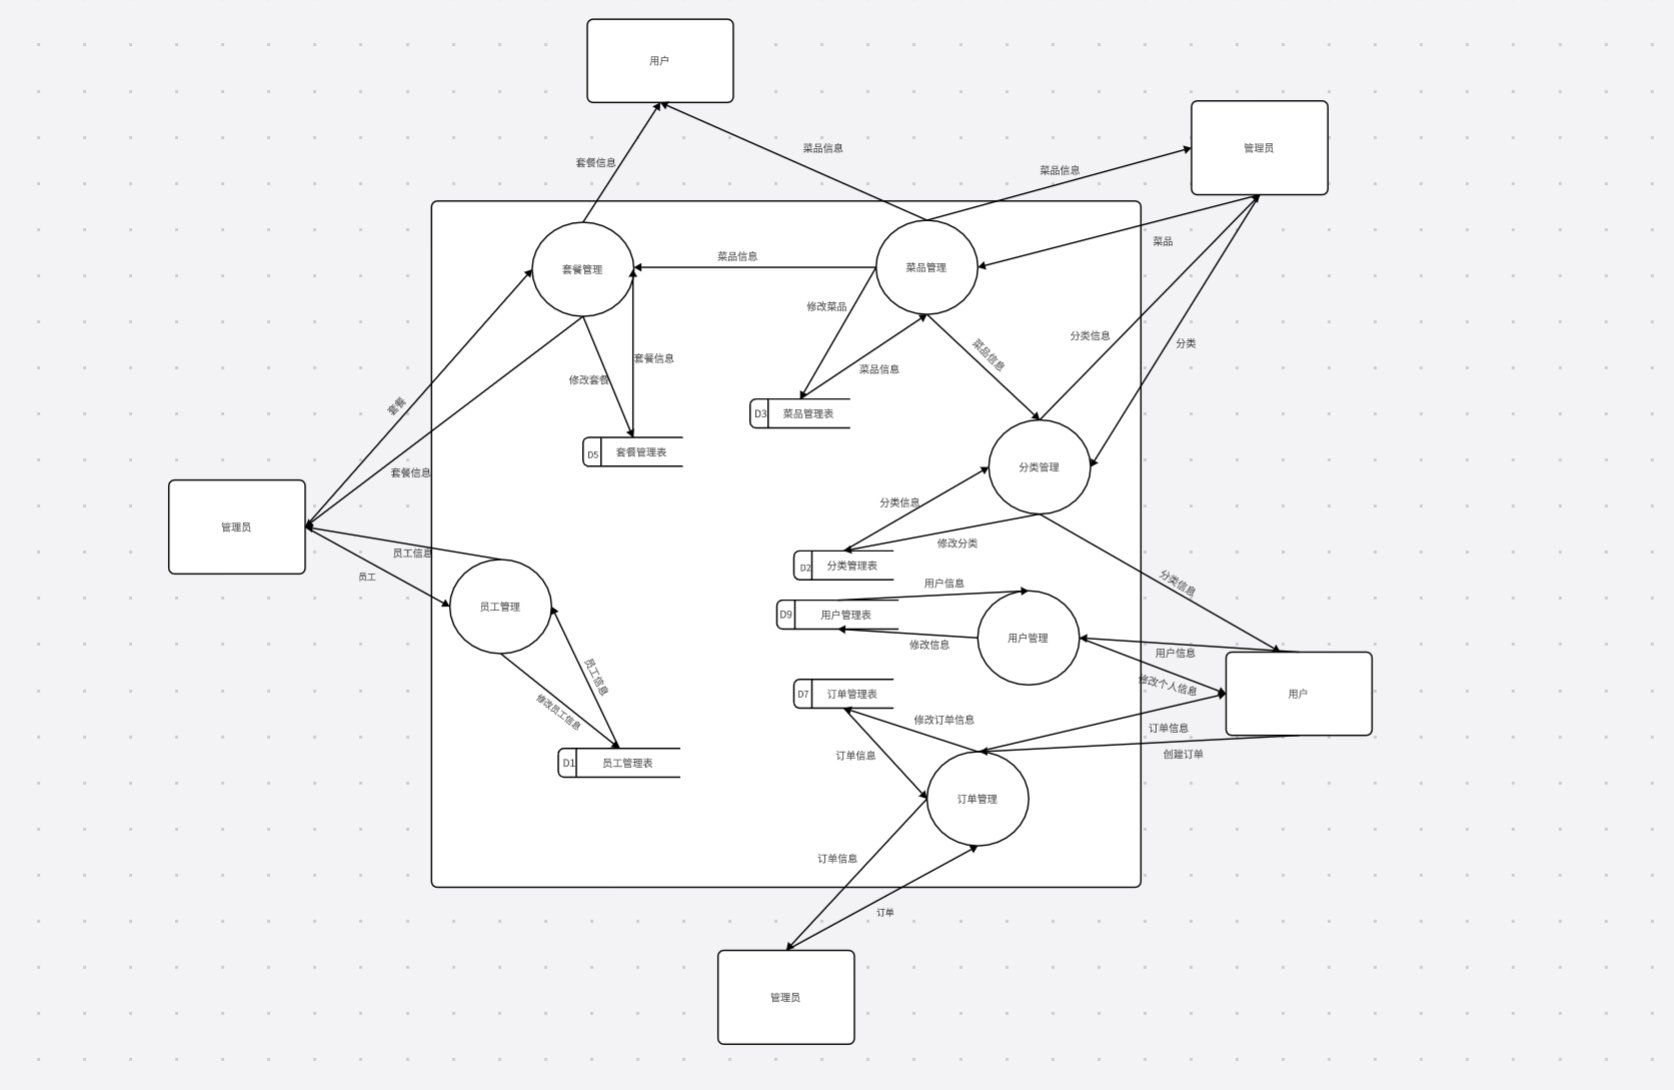 用户
管理员
菜品信息
套餐信息
菜品信息
菜品
菜品信息
套餐管理
菜品管理
修改菜品
分类信息
分类
菜品信息
套餐信息
菜品信息
修改套餐
套餐
D3
菜品管理表
D5
套餐管理表
分类管理
套餐信息
分类信息
管理员
修改分类
员工信息
D2
分类管理表
员工
用户信息
分类信息
员工管理
D9
用户管理表
用户管理
修改信息
用户信息
员工信息
修改个人信息
用户
D7
订单管理表
修改员工信息
修改订单信息
订单信息
订单信息
创建订单
D1
员工管理表
订单管理
订单信息
订单
管理员